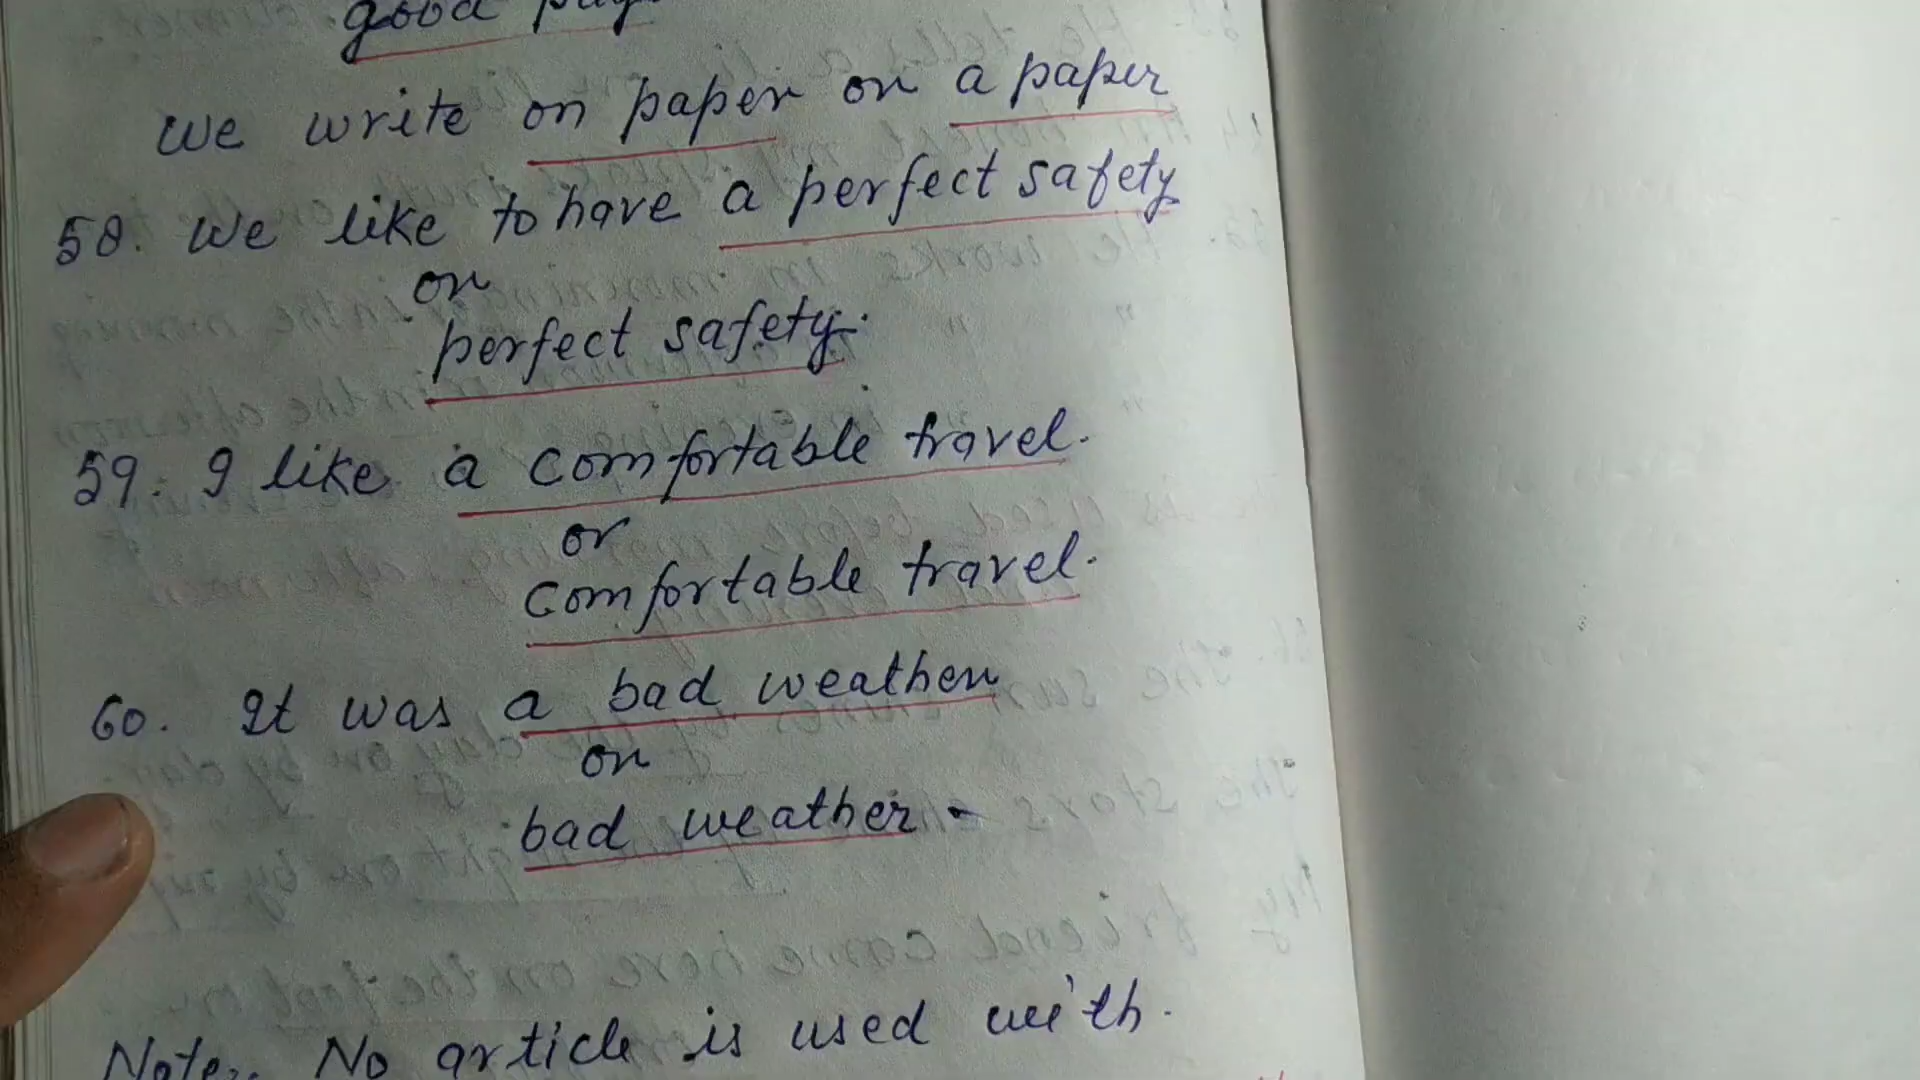 good
We write on paper or a paper
58. We like to have a perfect safety
or
perfect safety.
59. I like a comfortable travel.
or
comfortable travel.
60. It was a bad weather
or
bad weather -
Note:. No article is used with.